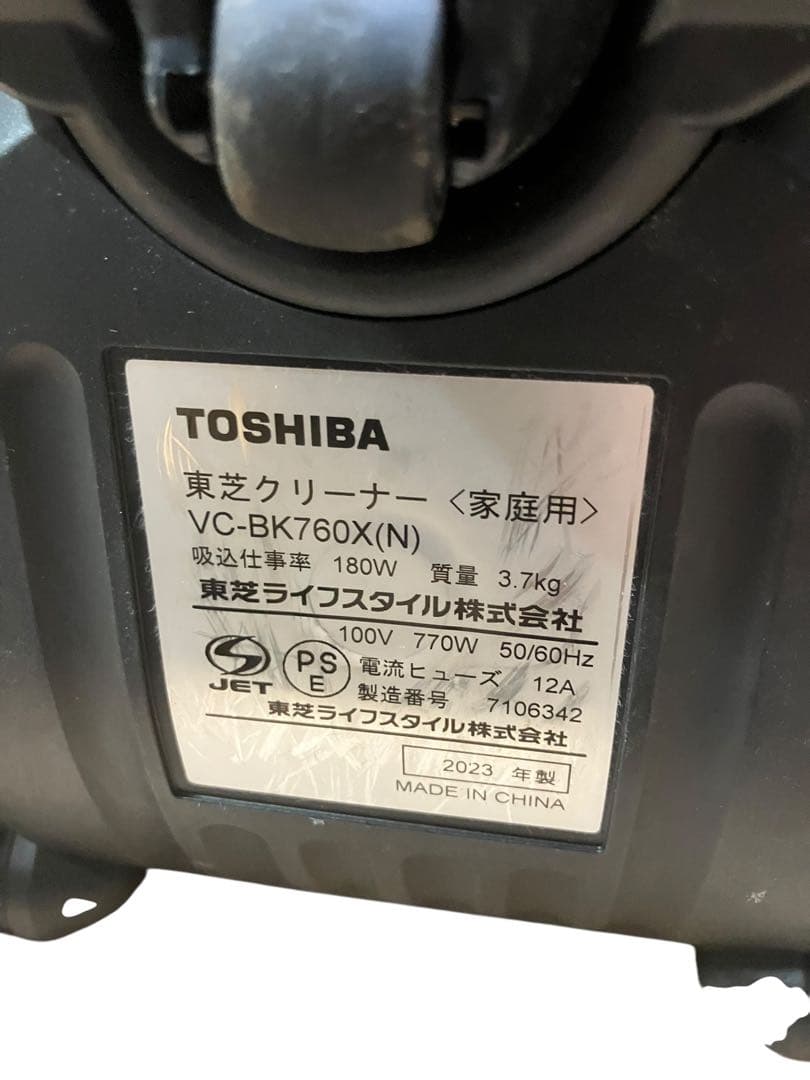 TOSHIBA
東芝クリーナー〈家庭用〉
VC-BK760X(N)
吸込仕事率 180W 質量 3.7kg
東芝ライフスタイル株式会社
100V 770W 50/60Hz
JET PSE 電流ヒューズ 12A
製造番号 7106342
東芝ライフスタイル株式会社
2023 年製
MADE IN CHINA